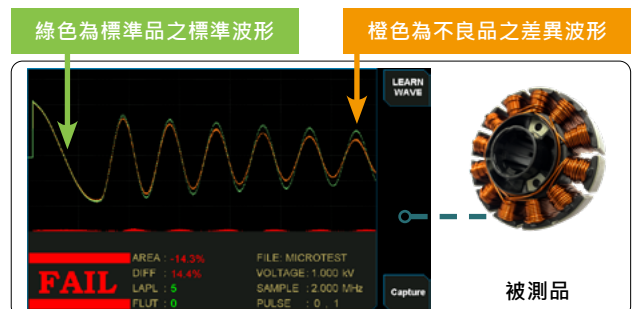 綠色為標準品之標準波形
橙色為不良品之差異波形
LEARN
WAVE
AREA : -14.3%
DIFF : 14.4%
LAPL : 5
FLUT : 0
FAIL
FILE: MICROTEST
VOLTAGE: 1.000 kV
SAMPLE : 2.000 MHz
PULSE : 0 . 1
Capture
被測品